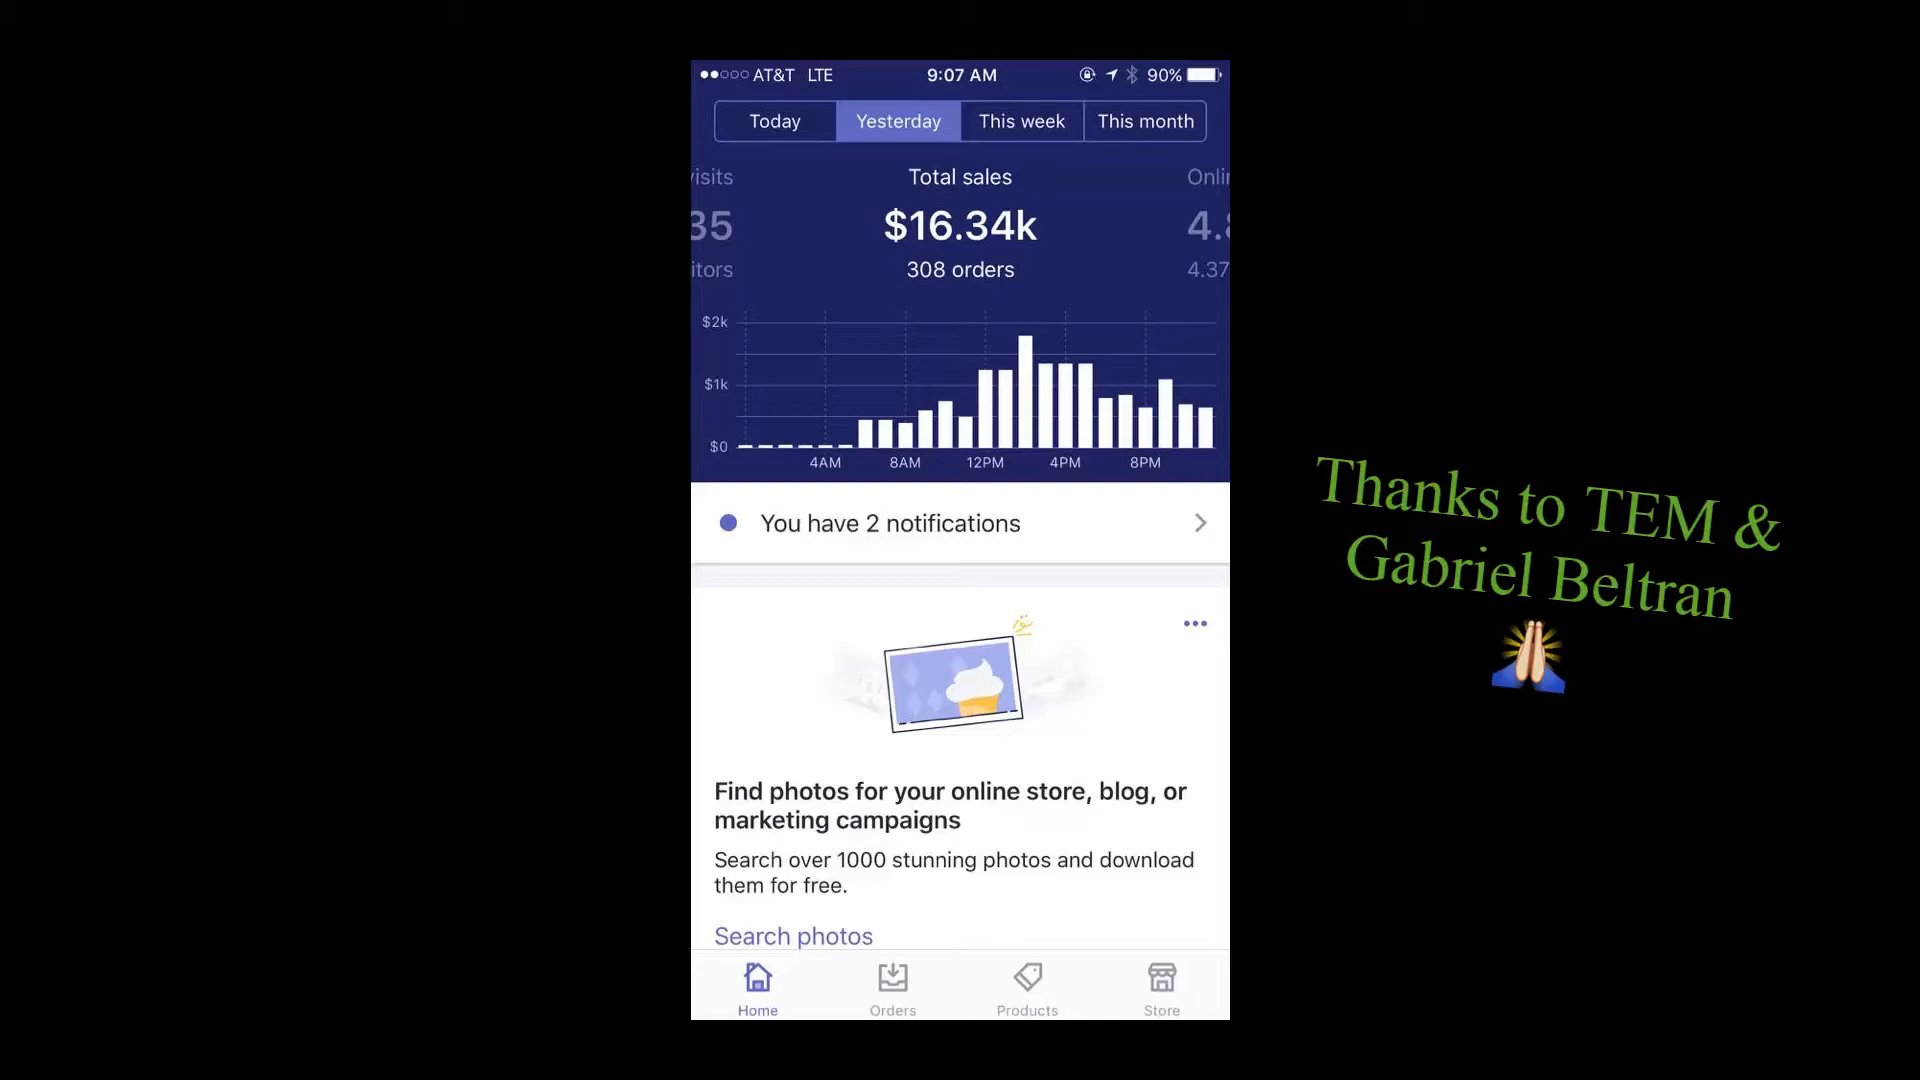 AT&T LTE 9:07 AM 90%
Today Yesterday This week This month
Total sales
$16.34k
308 orders
35
4.37
$2k
$1k
$0
4AM 8AM 12PM 4PM 8PM
You have 2 notifications
Find photos for your online store, blog, or
marketing campaigns
Search over 1000 stunning photos and download
them for free.
Search photos
Home Orders Products Store
Thanks to TEM &
Gabriel Beltran